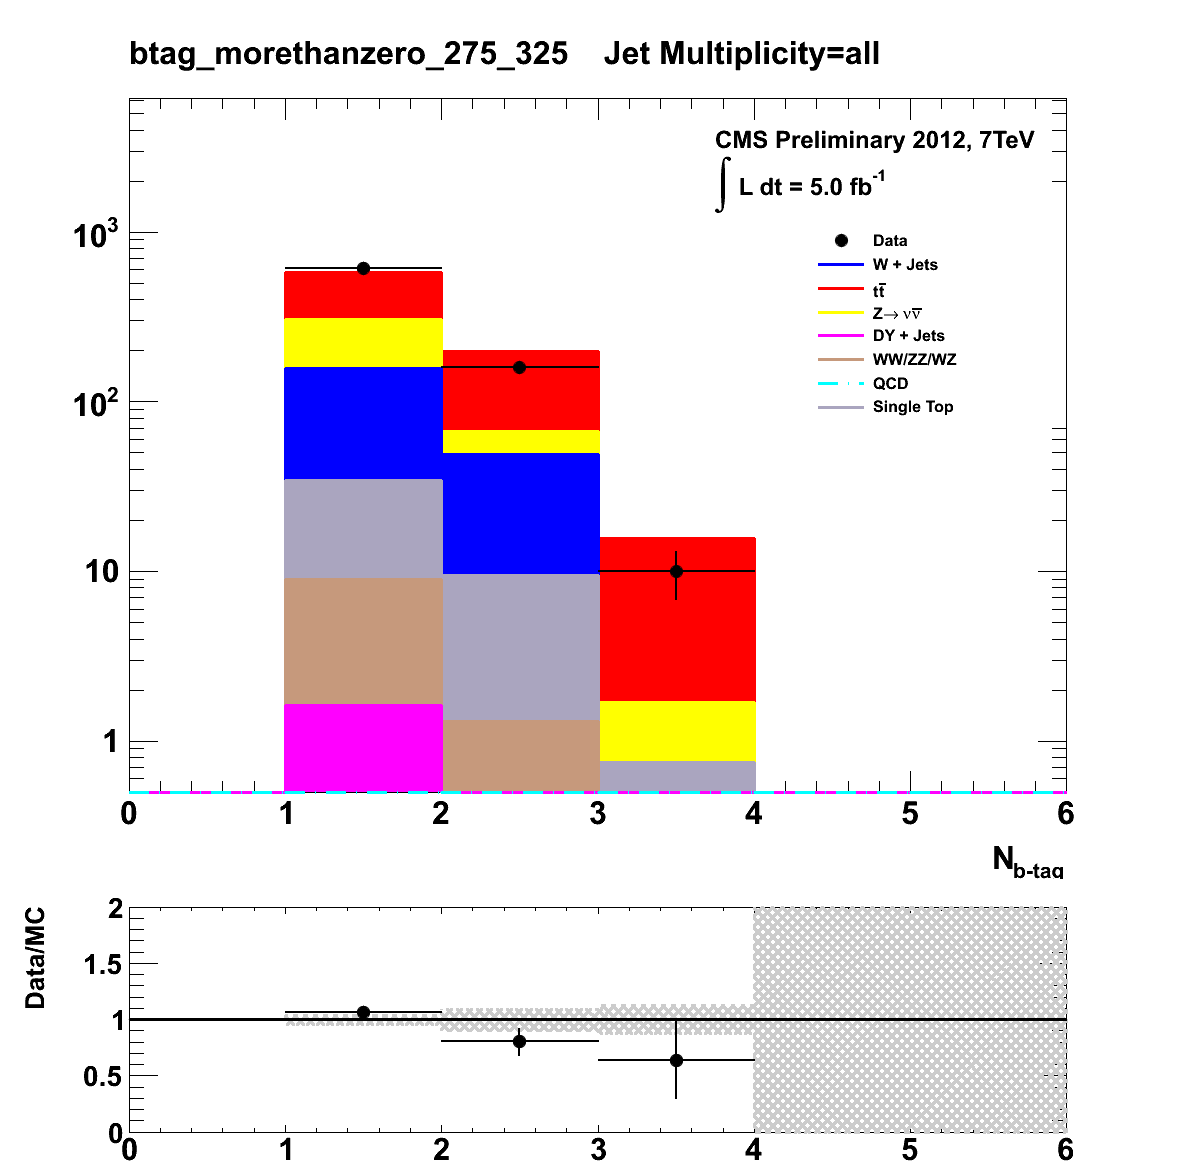 btag_morethanzero_275_325 Jet Multiplicity=all
CMS Preliminary 2012, 7TeV
∫ L dt = 5.0 fb⁻¹
Data
W + Jets
tt̅
Z→ νν̅
DY + Jets
WW/ZZ/WZ
QCD
Single Top
10³
10²
10
1
0 1 2 3 4 5 6
N_b-tag
Data/MC
2
1.5
1
0.5
0
0 1 2 3 4 5 6